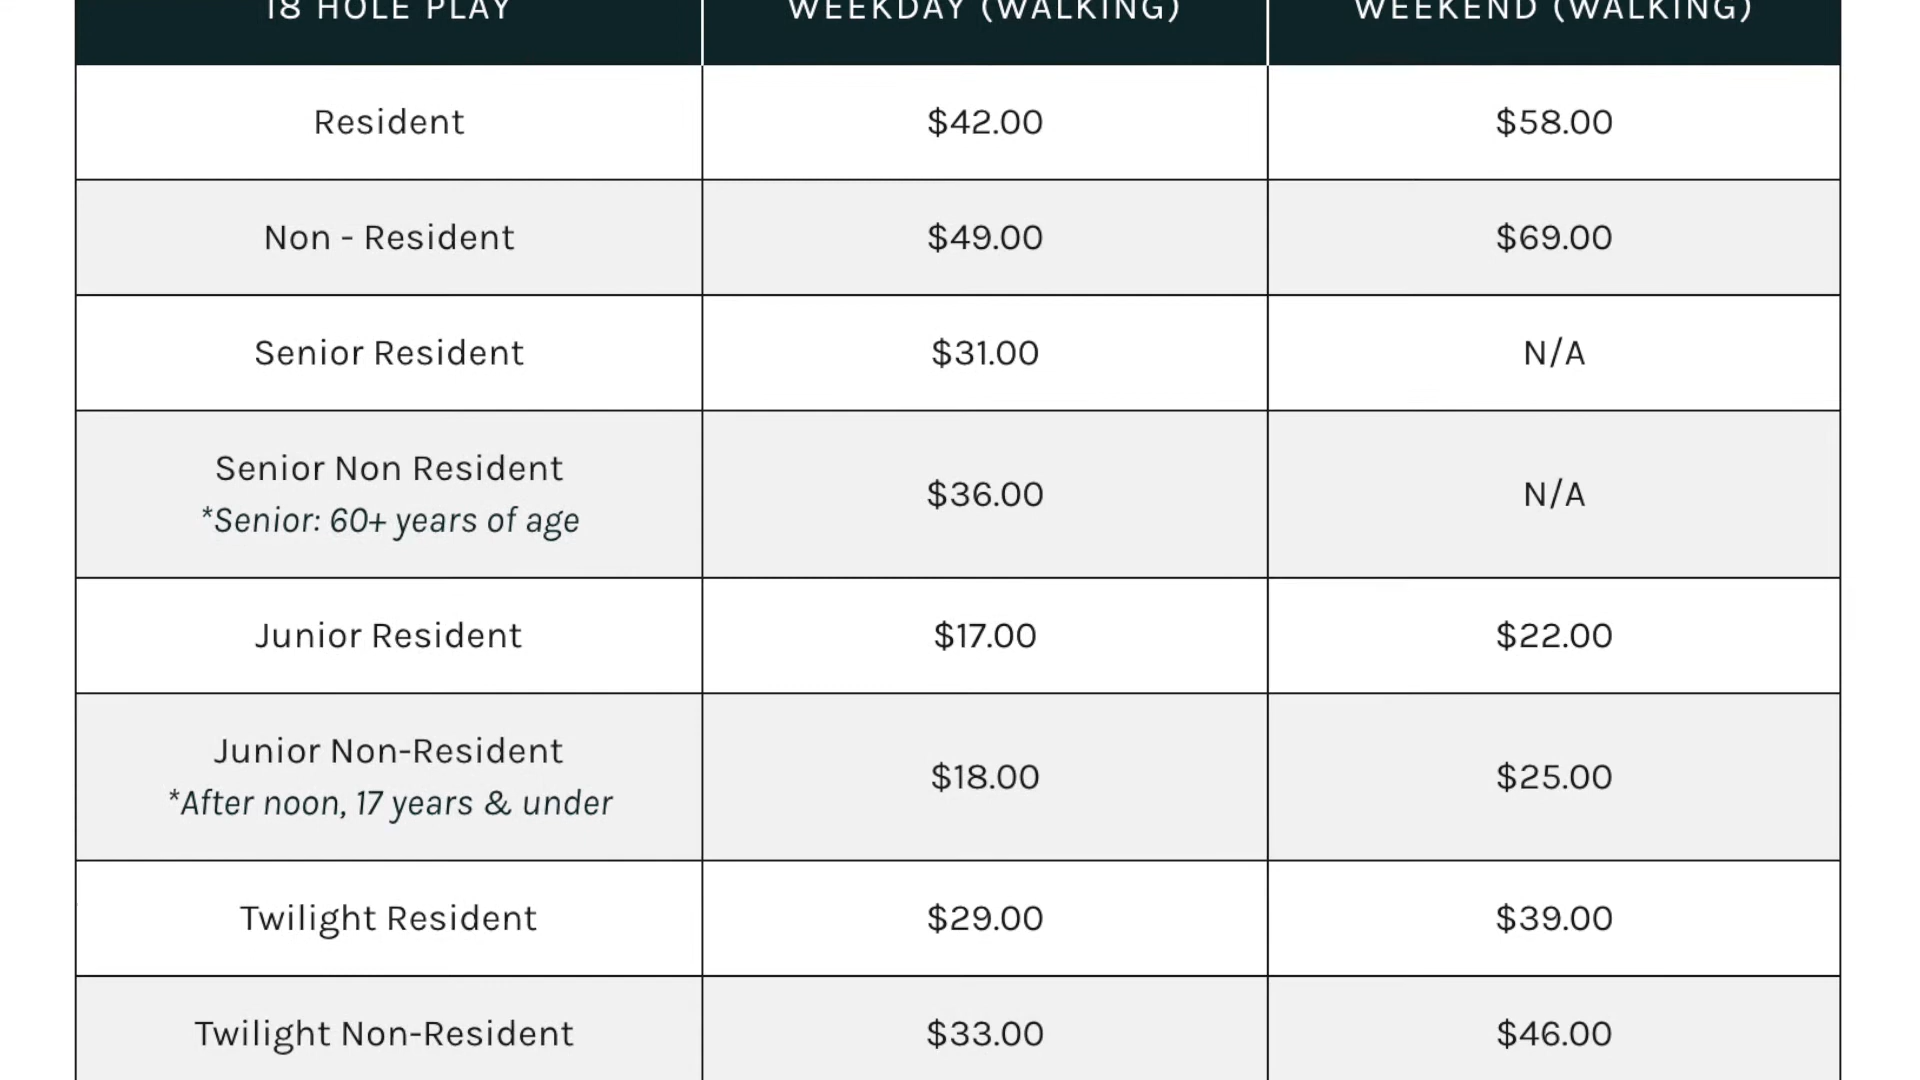 18 HOLE PLAY WEEKDAY (WALKING) WEEKEND (WALKING)
Resident $42.00 $58.00
Non - Resident $49.00 $69.00
Senior Resident $31.00 N/A
Senior Non Resident
*Senior: 60+ years of age
$36.00 N/A
Junior Resident $17.00 $22.00
Junior Non-Resident
*After noon, 17 years & under
$18.00 $25.00
Twilight Resident $29.00 $39.00
Twilight Non-Resident $33.00 $46.00